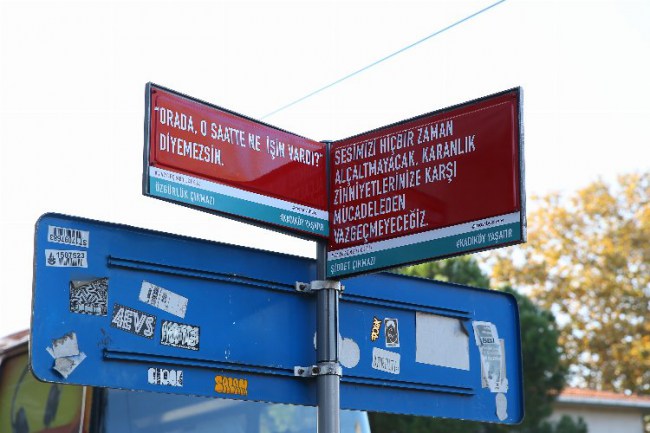 "ORADA, O SAATTE NE İŞİN VARDI?"
DİYEMEZSİN.
ÖZGÜRLÜK ÇIKMAZI
#KADIKÖY YAŞATIR
SESİMİZİ HİÇBİR ZAMAN
ALÇALTMAYACAK, KARANLIK
ZİHNİYETLERİNİZE KARŞI
MÜCADELEDEN
VAZGEÇMEYECEĞİZ
ŞİDDET ÇIKMAZI
#KADIKÖY YAŞATIR
4EVS